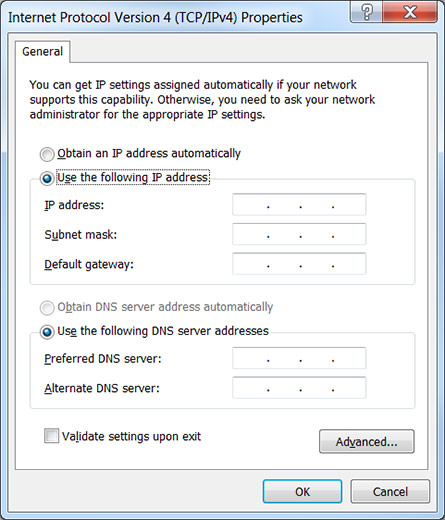 Internet Protocol Version 4 (TCP/IPv4) Properties
?
General
You can get IP settings assigned automatically if your network
supports this capability. Otherwise, you need to ask your network
administrator for the appropriate IP settings.
Obtain an IP address automatically
Use the following IP address
IP address: . . .
Subnet mask: . . .
Default gateway: . . .
Obtain DNS server address automatically
Use the following DNS server addresses
Preferred DNS server: . . .
Alternate DNS server: . . .
Validate settings upon exit
Advanced...
OK Cancel